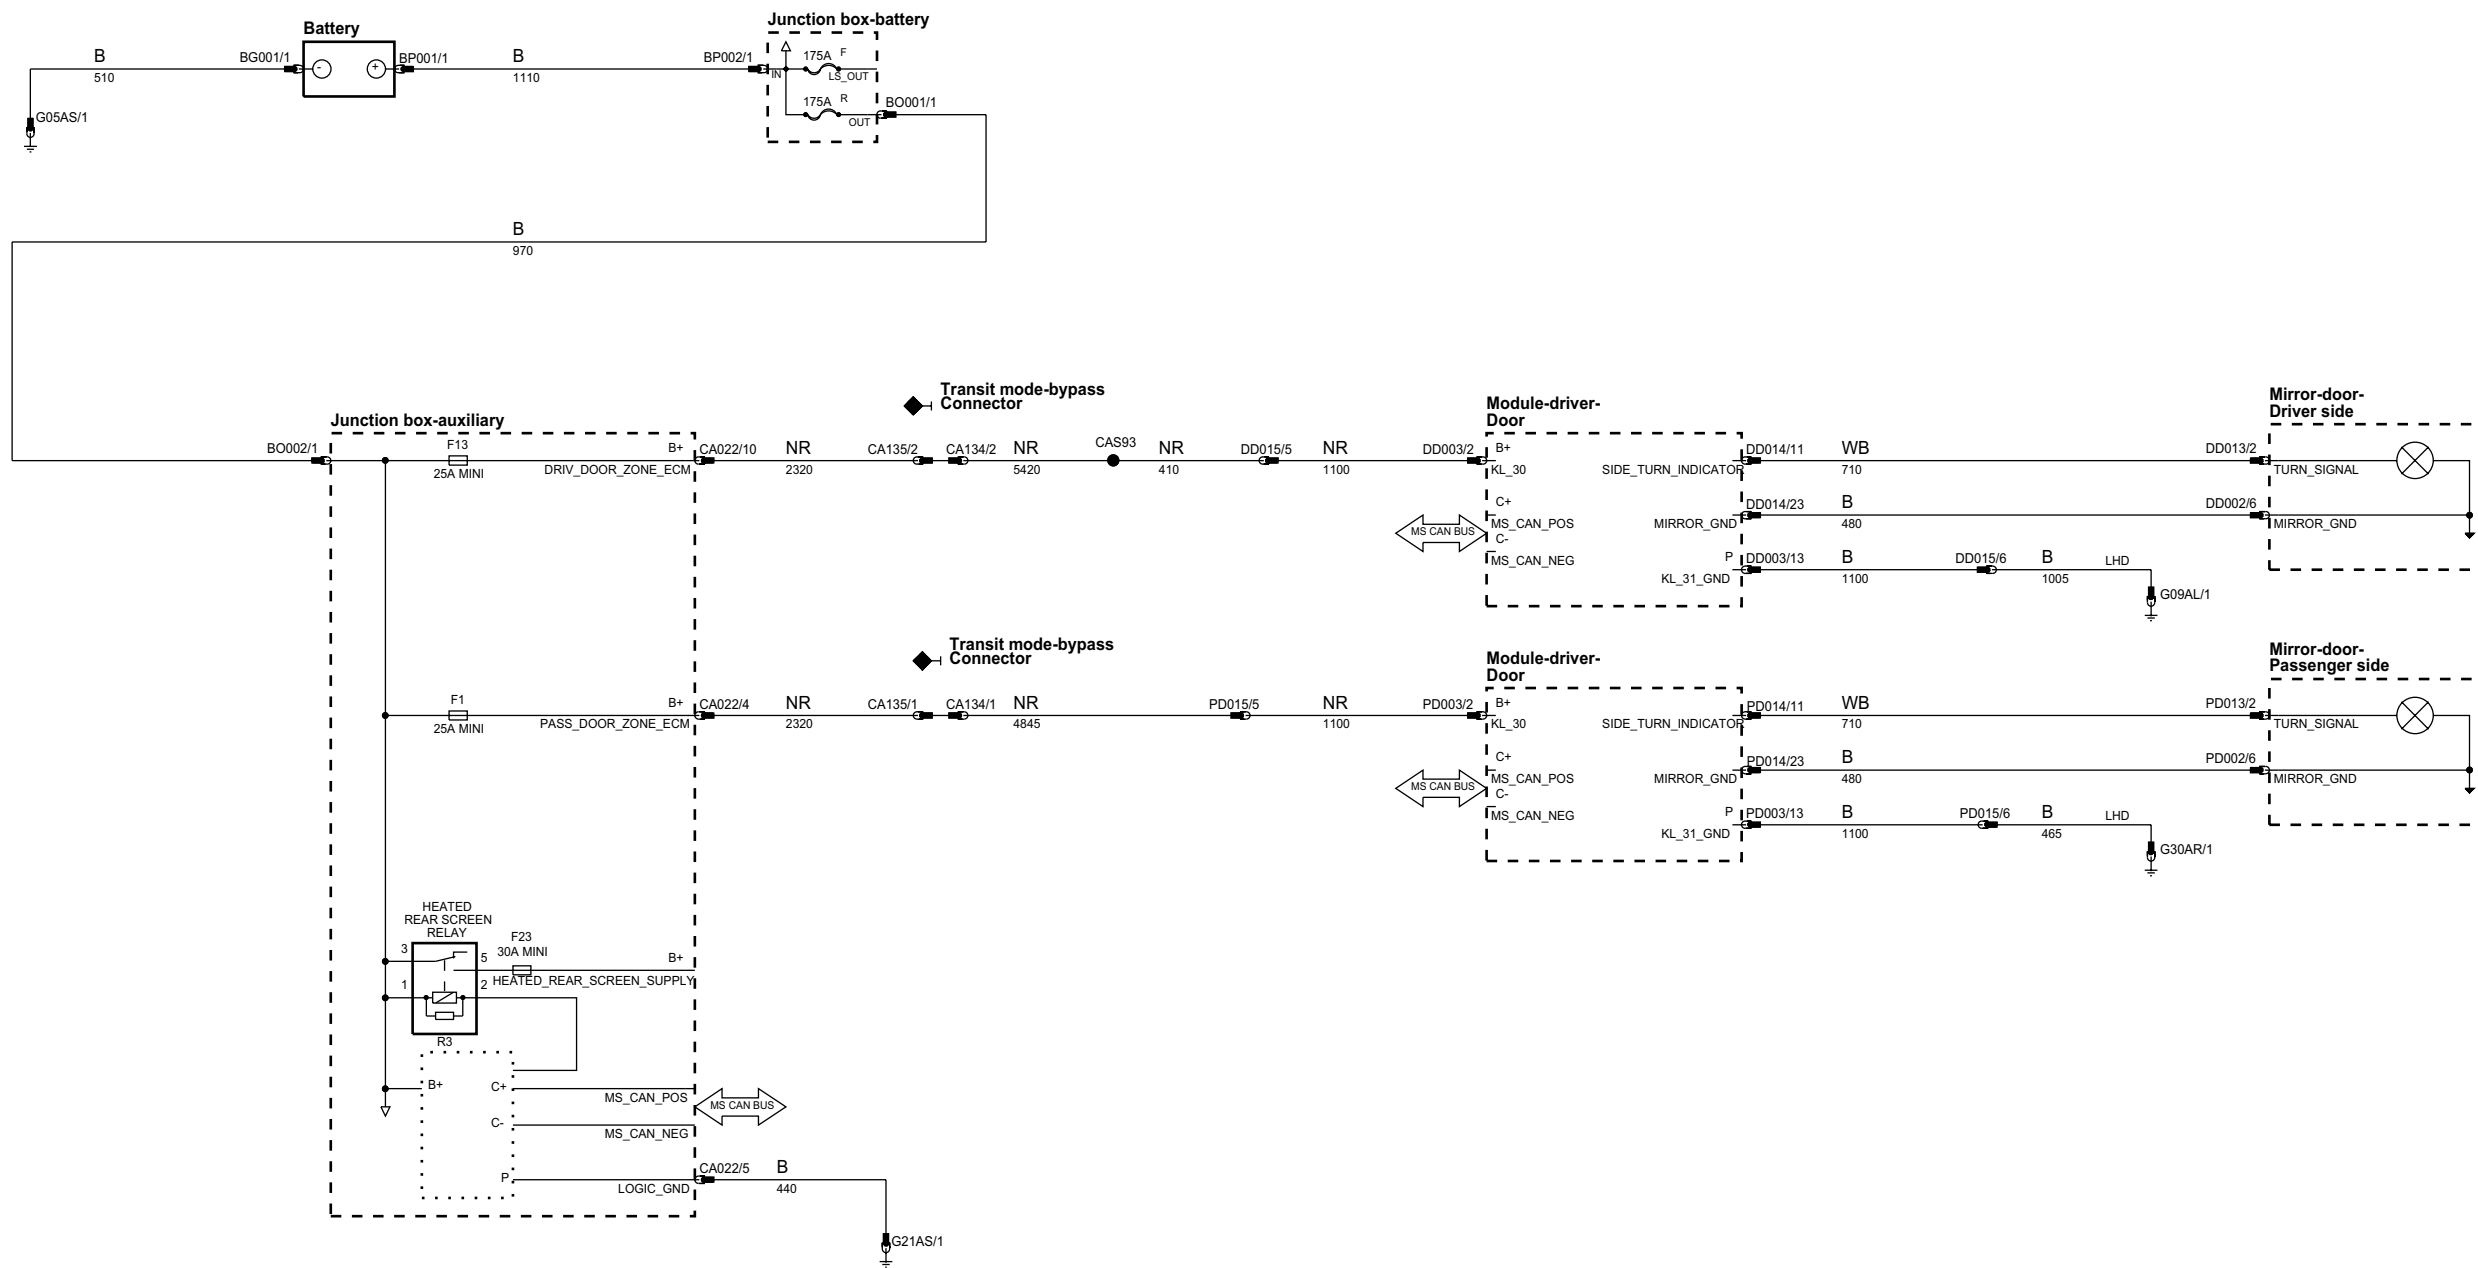 Battery
Junction box-battery
B
510
BG001/1
-
+
BP001/1
B
1110
BP002/1
IN
175A F
LS_OUT
175A R
OUT
BO001/1
G05AS/1
B
970
Transit mode-bypass
Connector
Junction box-auxiliary
Module-driver-
Door
Mirror-door-
Driver side
BO002/1
F13
25A MINI
B+
DRIV_DOOR_ZONE_ECM
CA022/10
NR
2320
CA135/2
CA134/2
NR
5420
CAS93
NR
410
DD015/5
NR
1100
DD003/2
B+
KL_30
SIDE_TURN_INDICATOR
DD014/11
WB
710
DD013/2
TURN_SIGNAL
MS CAN BUS
C+
MS_CAN_POS
C-
MS_CAN_NEG
MIRROR_GND
DD014/23
B
480
DD002/6
MIRROR_GND
P
KL_31_GND
DD003/13
B
1100
DD015/6
B
1005
LHD
G09AL/1
Transit mode-bypass
Connector
Module-driver-
Door
Mirror-door-
Passenger side
F1
25A MINI
B+
PASS_DOOR_ZONE_ECM
CA022/4
NR
2320
CA135/1
CA134/1
NR
4845
PD015/5
NR
1100
PD003/2
B+
KL_30
SIDE_TURN_INDICATOR
PD014/11
WB
710
PD013/2
TURN_SIGNAL
MS CAN BUS
C+
MS_CAN_POS
C-
MS_CAN_NEG
MIRROR_GND
PD014/23
B
480
PD002/6
MIRROR_GND
P
KL_31_GND
PD003/13
B
1100
PD015/6
B
465
LHD
G30AR/1
HEATED
REAR SCREEN
RELAY
3
5
1
2
R3
F23
30A MINI
B+
HEATED_REAR_SCREEN_SUPPLY
B+
C+
MS_CAN_POS
MS CAN BUS
C-
MS_CAN_NEG
P
LOGIC_GND
CA022/5
B
440
G21AS/1